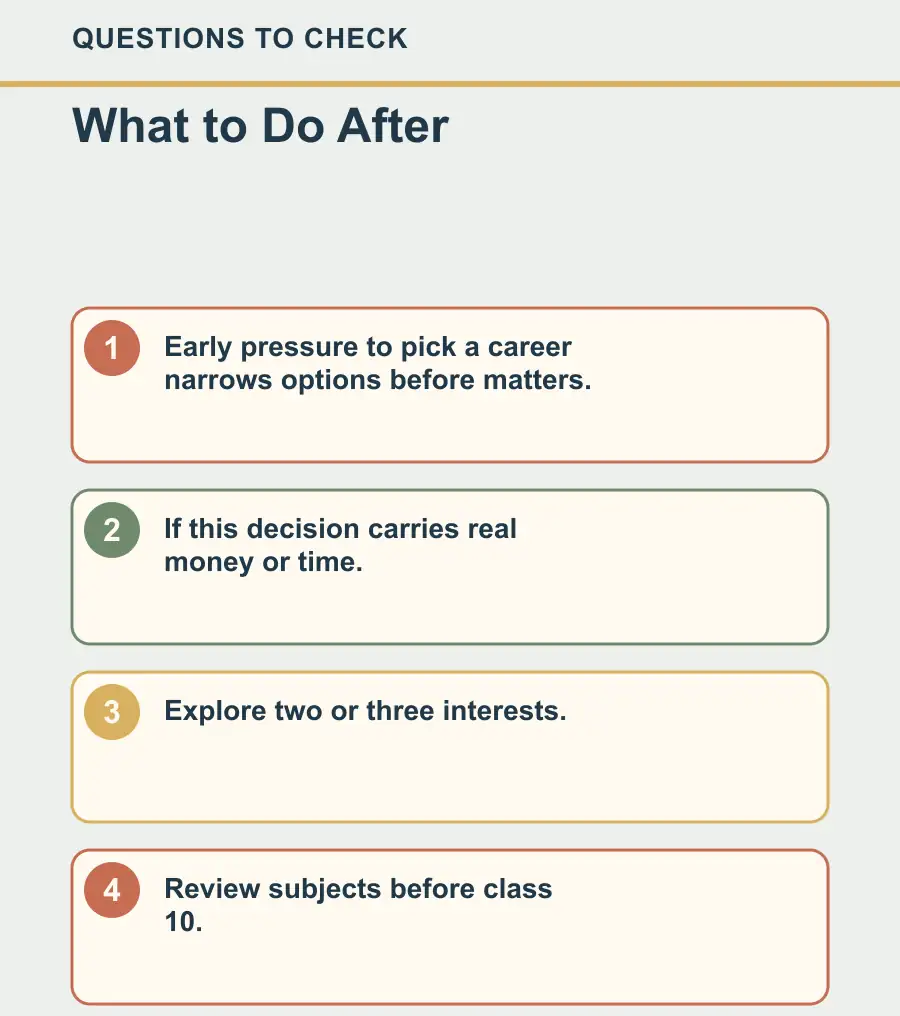 QUESTIONS TO CHECK
What to Do After
1
Early pressure to pick a career
narrows options before matters.
2
If this decision carries real
money or time.
3
Explore two or three interests.
4
Review subjects before class
10.